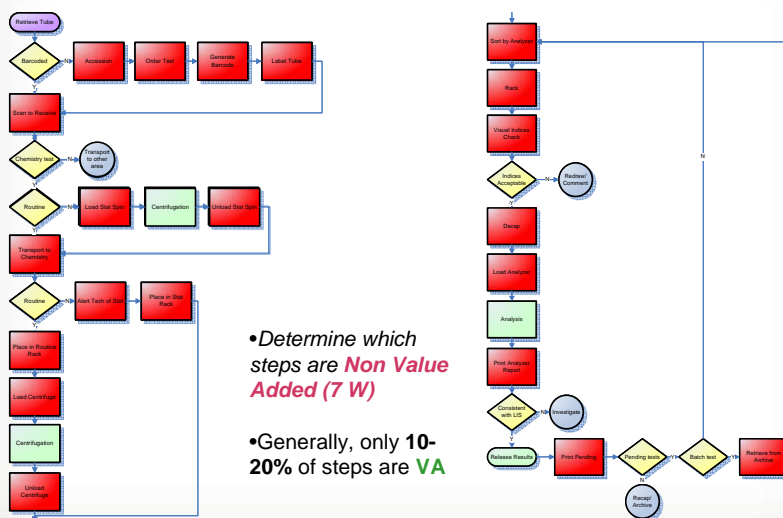 Retrieve Tube
Barcoded
N
Accession
Order Test
Generate
Barcode
Label Tube
Y
Scan to Receive
Chemistry test
N
Transport
to other
area
Y
Routine
N
Load Stat Spin
Centrifugation
Unload Stat Spin
Y
Transport to
Chemistry
Routine
N
Alert Tech of Stat
Place in Stat
Rack
Y
Place in Routine
Rack
Load Centrifuge
Centrifugation
Unload
Centrifuge
•Determine which
steps are Non Value
Added (7 W)
•Generally, only 10-
20% of steps are VA
Sort by Analyzer
Rack
Visual Indices
Check
Indices
Acceptable
N
Redraw/
Comment
Y
Decap
Load Analyzer
Analysis
Print Analyzer
Report
Consistent
with LIS
N
Investigate
Y
Release Results
Print Pending
Pending tests
Y
Batch test
Y
Retrieve from
Archive
N
N
Recap/
Archive